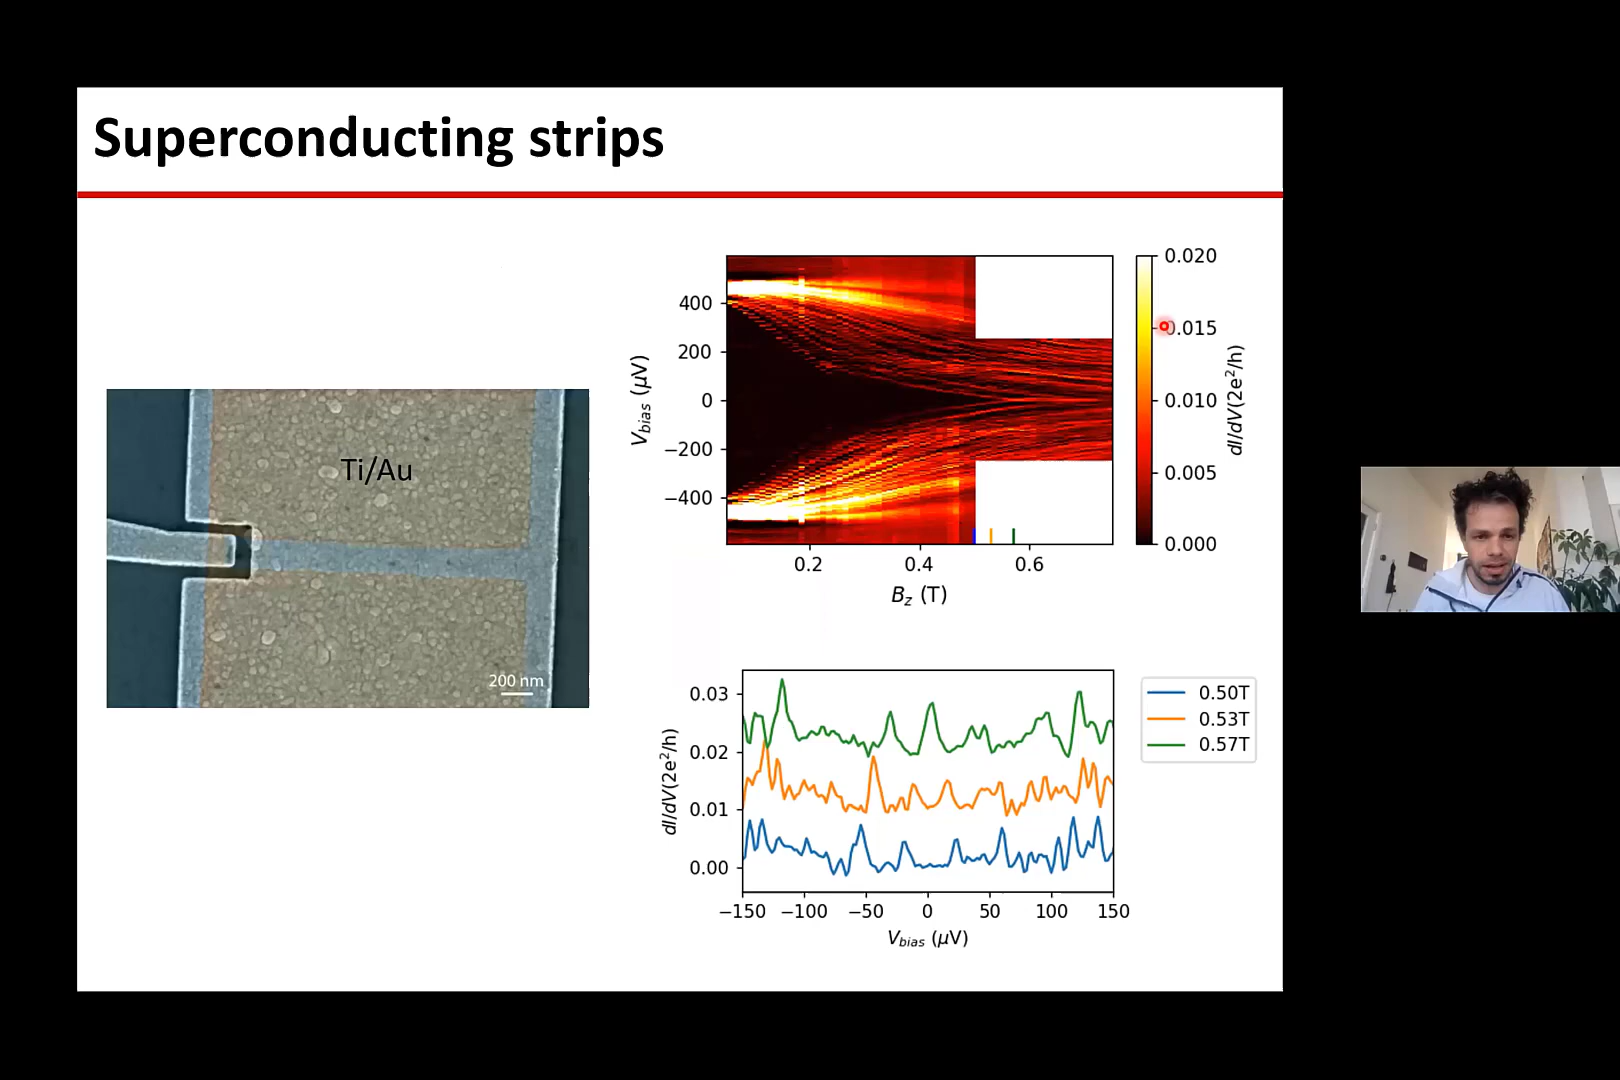 Superconducting strips
Ti/Au
200 nm
400
200
0
−200
−400
V_bias (μV)
0.2
0.4
0.6
B_z (T)
0.020
0.015
0.010
0.005
0.000
dI/dV(2e²/h)
0.03
0.02
0.01
0.00
dI/dV(2e²/h)
−150
−100
−50
0
50
100
150
V_bias (μV)
0.50T
0.53T
0.57T